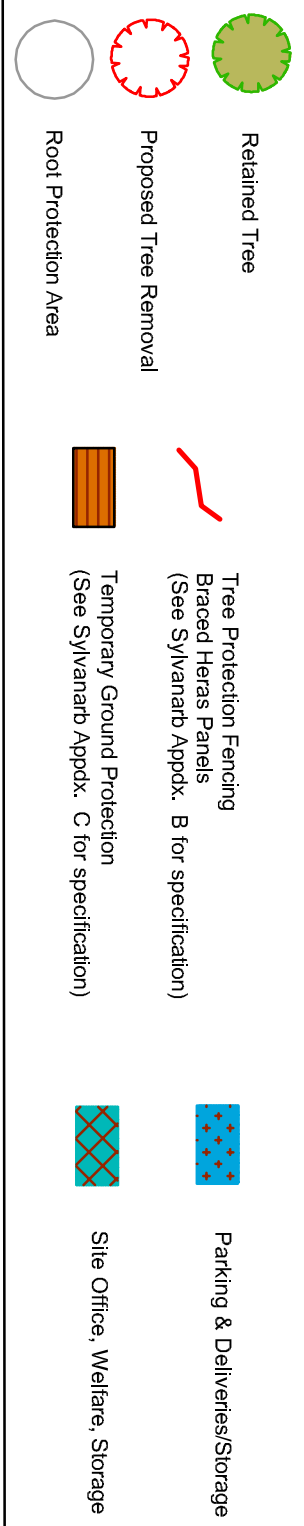 Retained Tree
Proposed Tree Removal
Root Protection Area
Tree Protection Fencing
Braced Heras Panels
(See Sylvanarb Appdx. B for specification)
Temporary Ground Protection
(See Sylvanarb Appdx. C for specification)
Parking & Deliveries/Storage
Site Office, Welfare, Storage